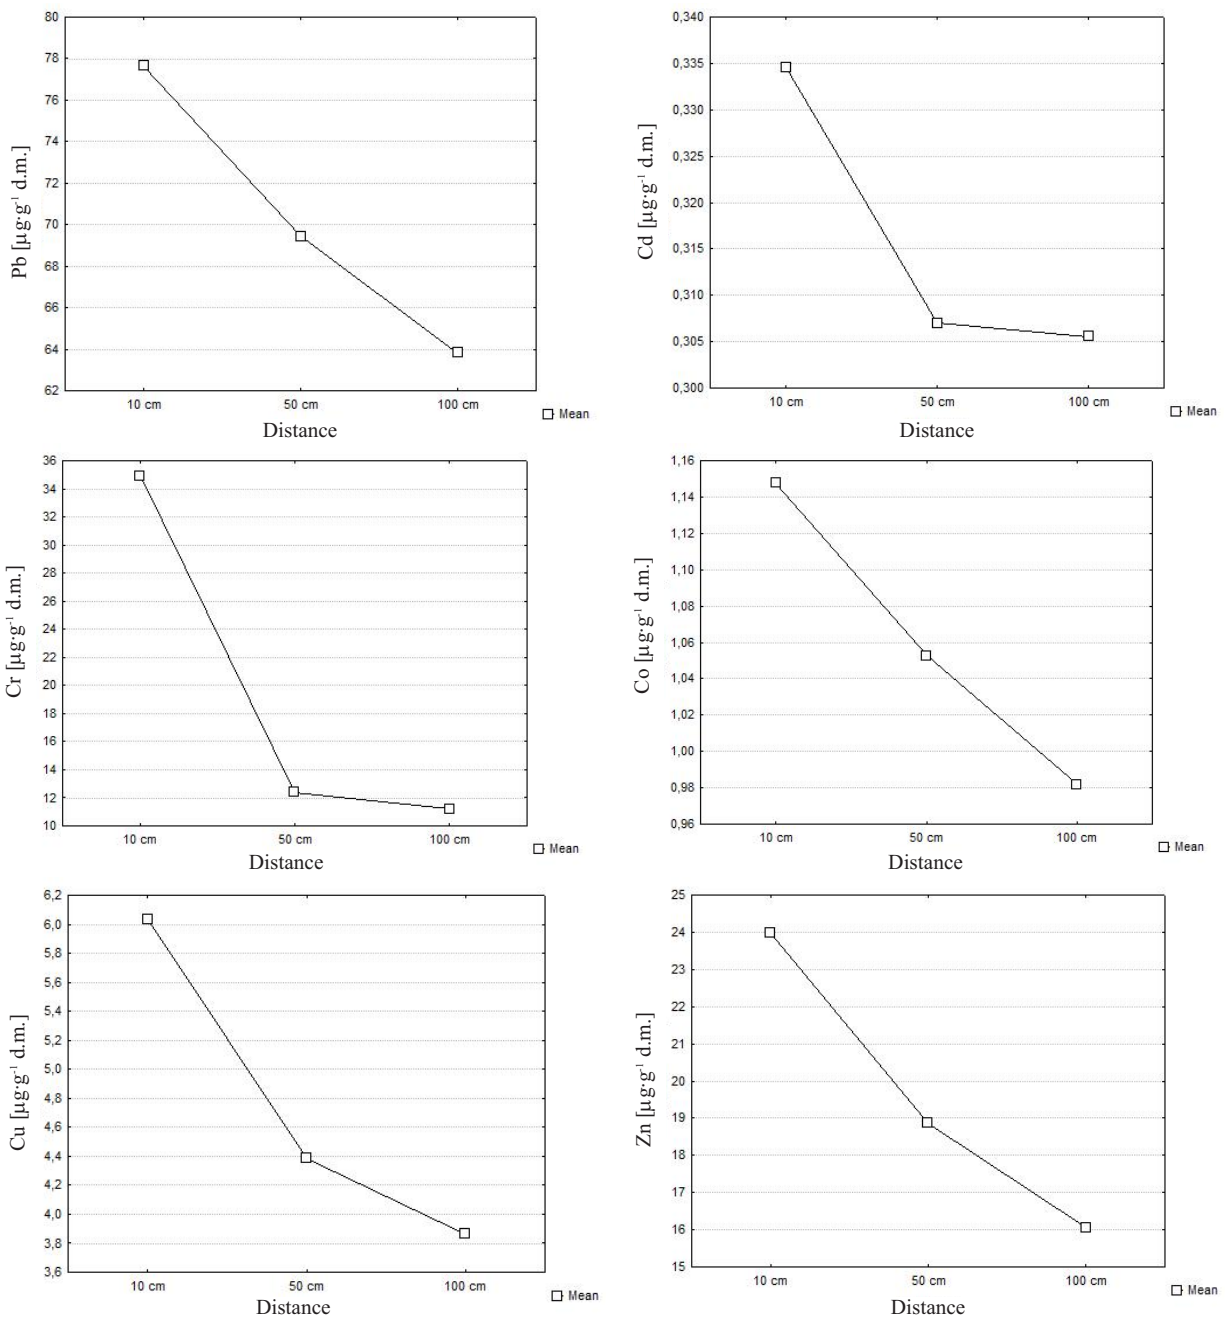 Pb [µg·g⁻¹ d.m.]
80
78
76
74
72
70
68
66
64
62
10 cm 50 cm 100 cm
Mean
Distance
Cd [µg·g⁻¹ d.m.]
0,340
0,335
0,330
0,325
0,320
0,315
0,310
0,305
0,300
10 cm 50 cm 100 cm
Mean
Distance
Cr [µg·g⁻¹ d.m.]
36
34
32
30
28
26
24
22
20
18
16
14
12
10
10 cm 50 cm 100 cm
Mean
Distance
Co [µg·g⁻¹ d.m.]
1,16
1,14
1,12
1,10
1,08
1,06
1,04
1,02
1,00
0,98
0,96
10 cm 50 cm 100 cm
Mean
Distance
Cu [µg·g⁻¹ d.m.]
6,2
6,0
5,8
5,6
5,4
5,2
5,0
4,8
4,6
4,4
4,2
4,0
3,8
3,6
10 cm 50 cm 100 cm
Mean
Distance
Zn [µg·g⁻¹ d.m.]
25
24
23
22
21
20
19
18
17
16
15
10 cm 50 cm 100 cm
Mean
Distance